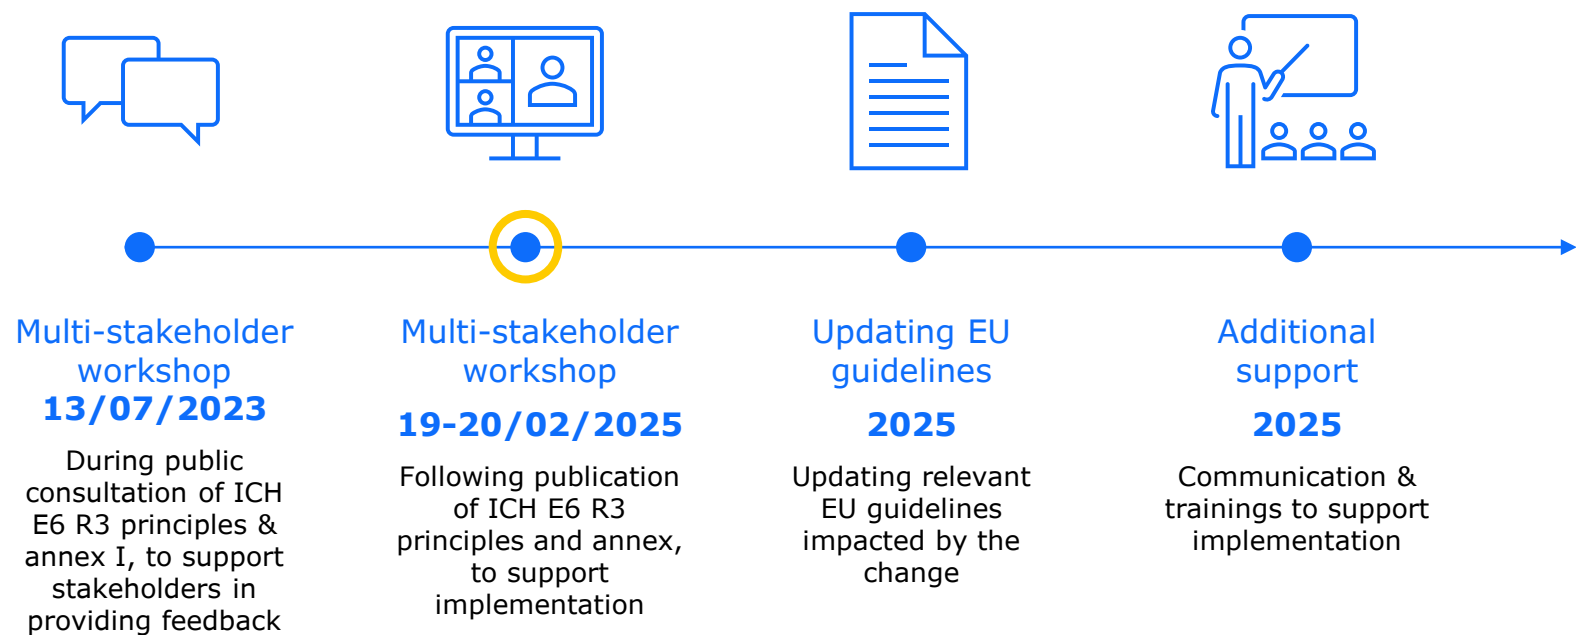 Multi-stakeholder
workshop
13/07/2023
During public
consultation of ICH
E6 R3 principles &
annex I, to support
stakeholders in
providing feedback
Multi-stakeholder
workshop
19-20/02/2025
Following publication
of ICH E6 R3
principles and annex,
to support
implementation
Updating EU
guidelines
2025
Updating relevant
EU guidelines
impacted by the
change
Additional
support
2025
Communication &
trainings to support
implementation